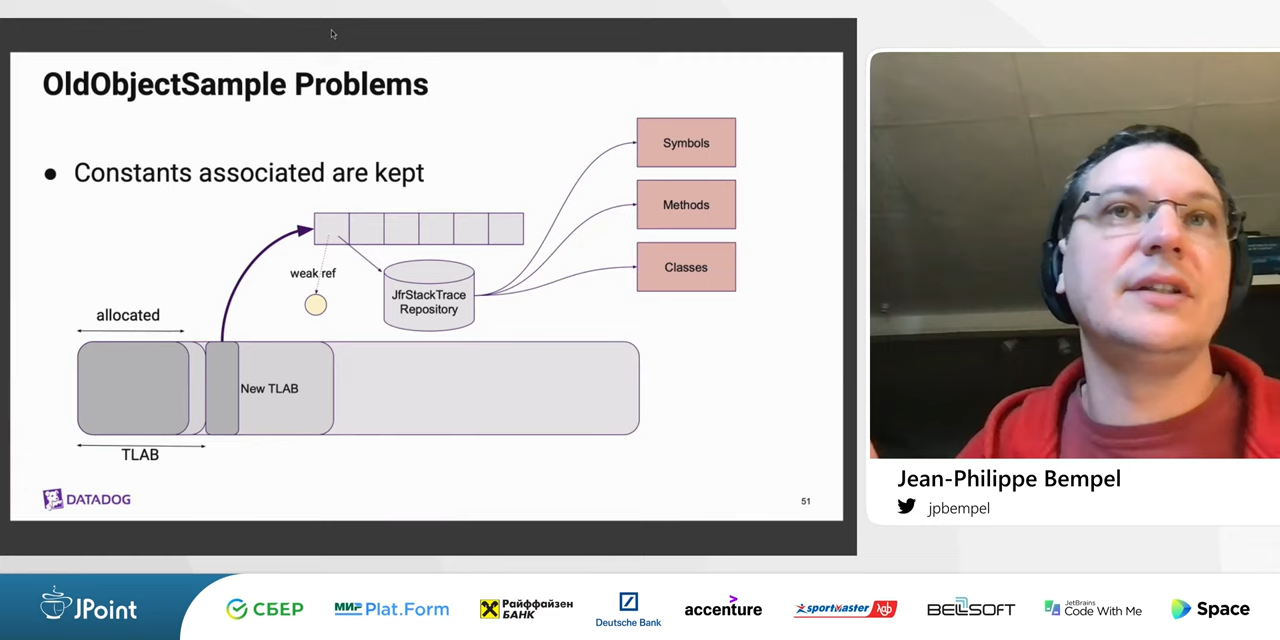 OldObjectSample Problems
● Constants associated are kept
Symbols
Methods
Classes
weak ref
JfrStackTrace
Repository
allocated
New TLAB
TLAB
DATADOG
51
Jean-Philippe Bempel
jpbempel
JPoint
СБЕР
МИР Plat.Form
Райффайзен
БАНК
Deutsche Bank
accenture
sportmaster lab
BELLSOFT
JetBrains
Code With Me
Space